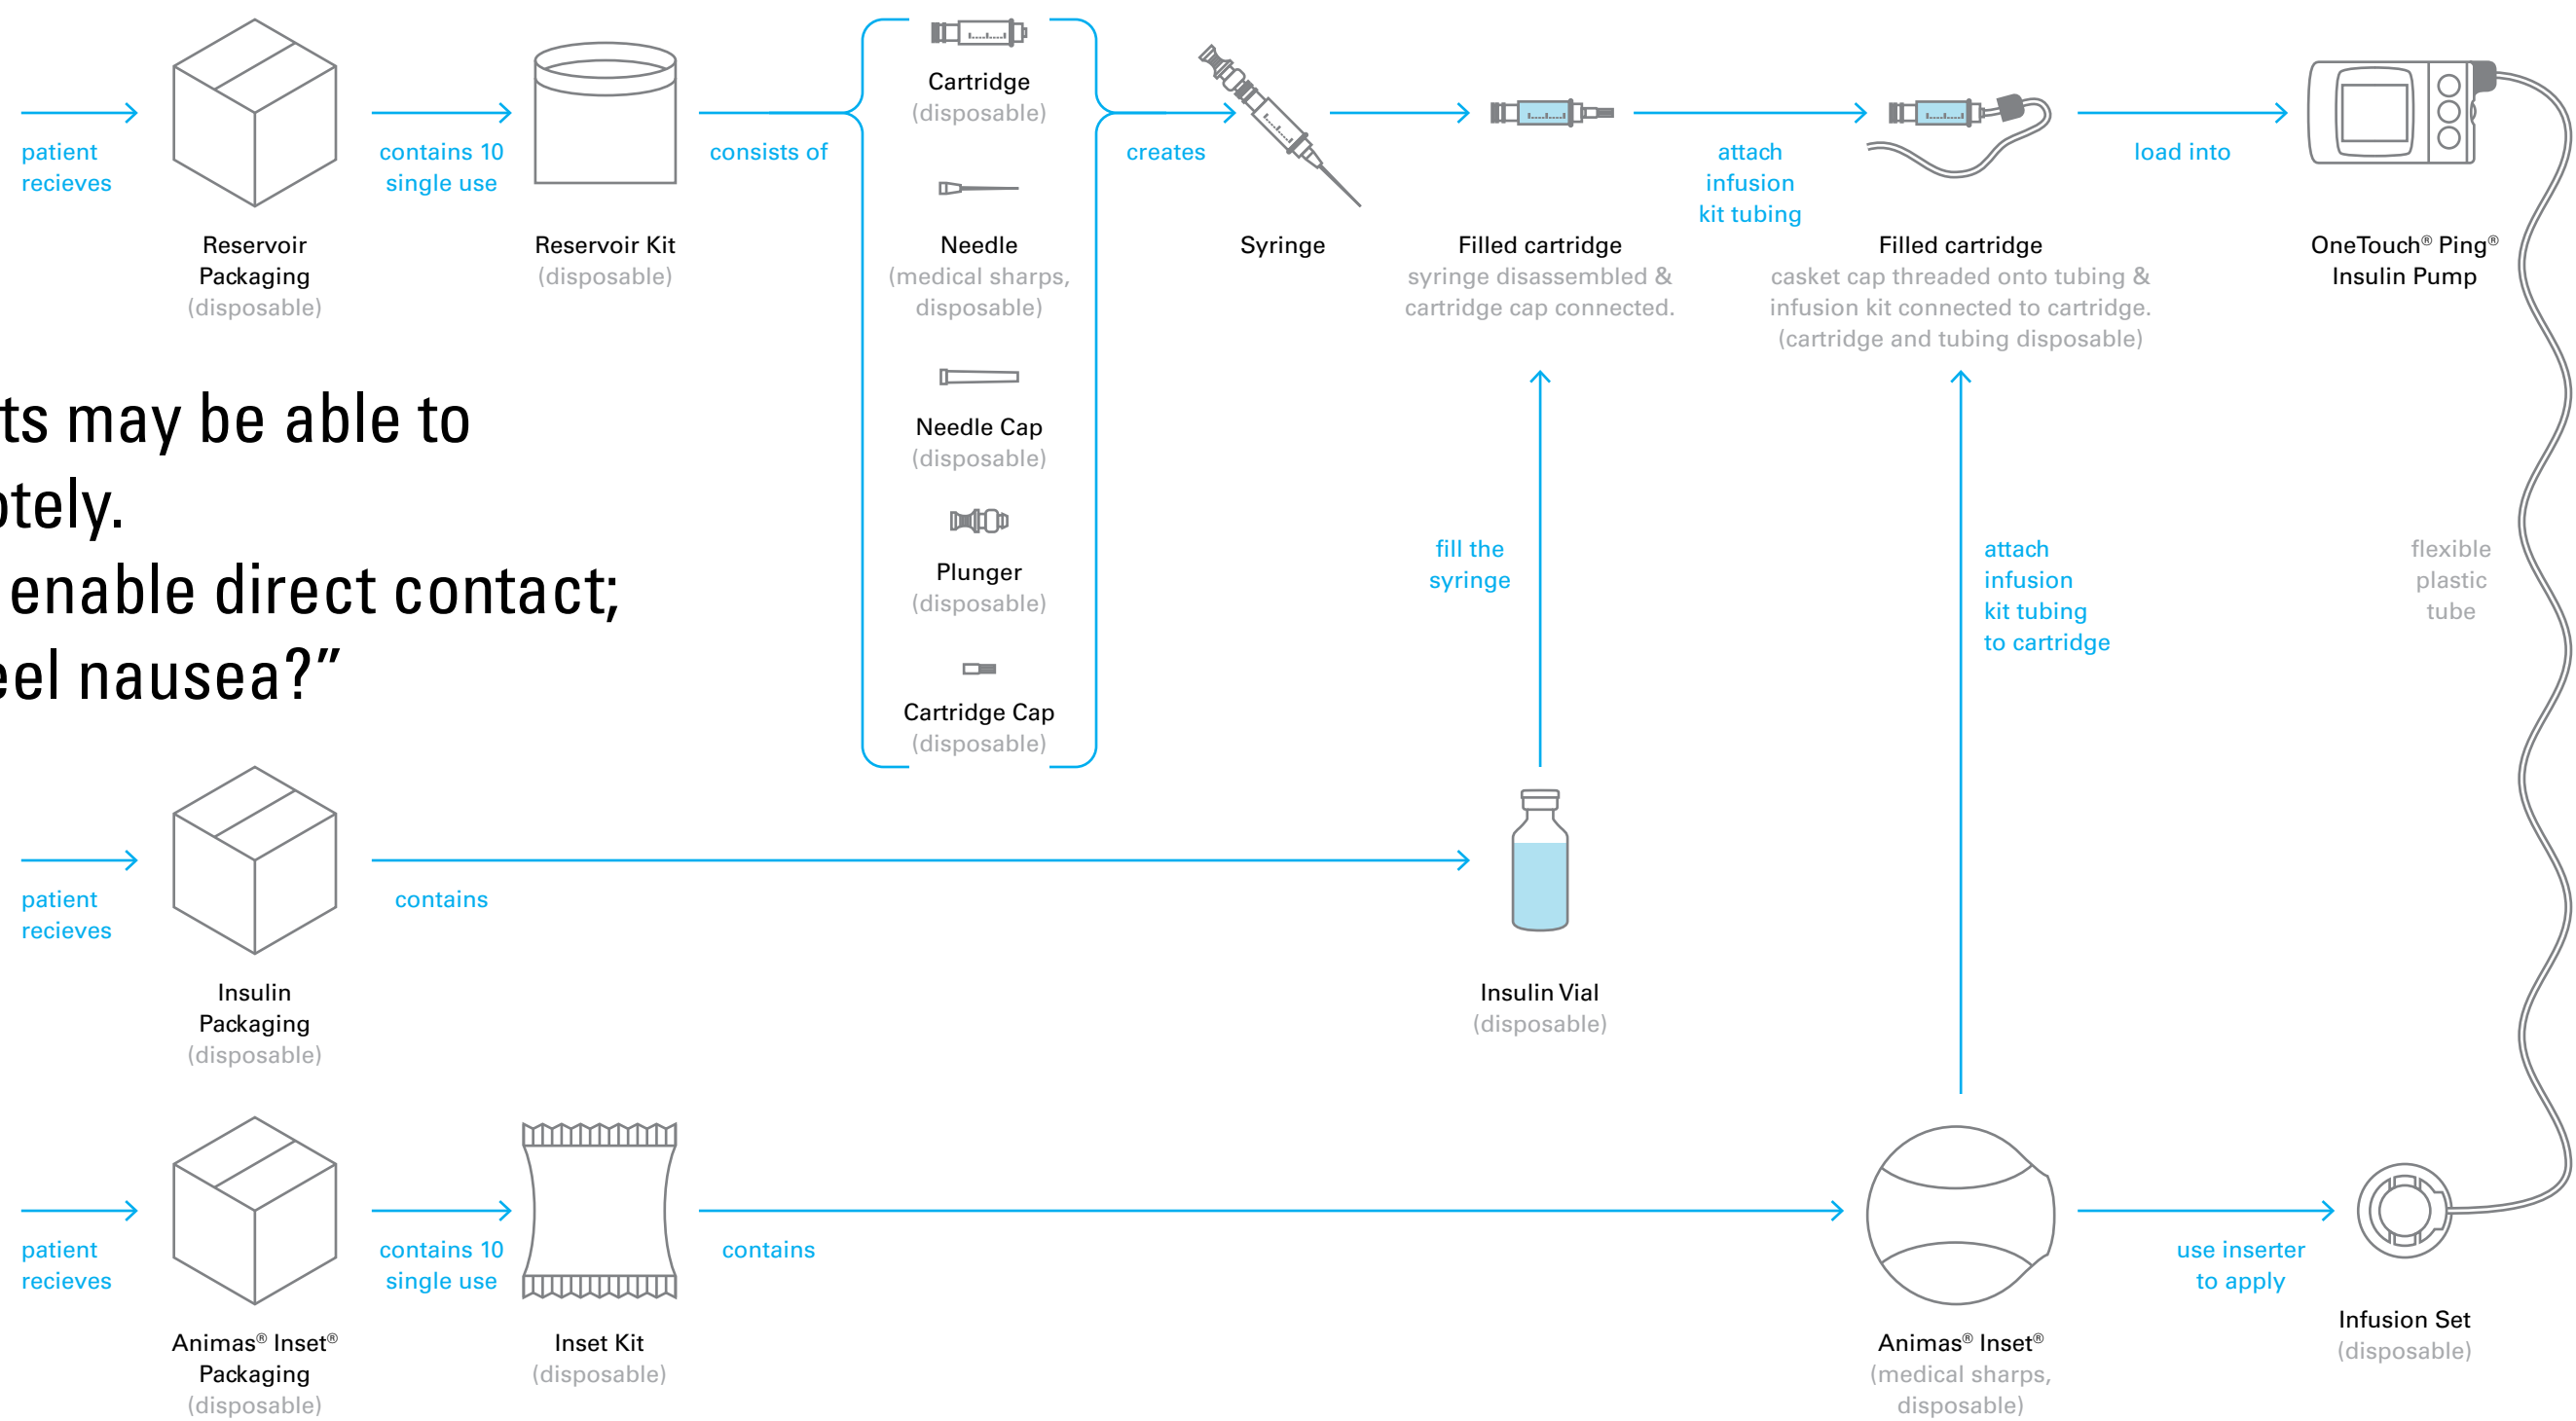 patient
recieves
Reservoir
Packaging
(disposable)
contains 10
single use
Reservoir Kit
(disposable)
consists of
Cartridge
(disposable)
Needle
(medical sharps,
disposable)
Needle Cap
(disposable)
Plunger
(disposable)
Cartridge Cap
(disposable)
creates
Syringe
Filled cartridge
syringe disassembled &
cartridge cap connected.
attach
infusion
kit tubing
Filled cartridge
casket cap threaded onto tubing &
infusion kit connected to cartridge.
(cartridge and tubing disposable)
load into
OneTouch® Ping®
Insulin Pump
ts may be able to
otely.
enable direct contact;
eel nausea?”
fill the
syringe
attach
infusion
kit tubing
to cartridge
flexible
plastic
tube
patient
recieves
Insulin
Packaging
(disposable)
contains
Insulin Vial
(disposable)
patient
recieves
Animas® Inset®
Packaging
(disposable)
contains 10
single use
Inset Kit
(disposable)
contains
Animas® Inset®
(medical sharps,
disposable)
use inserter
to apply
Infusion Set
(disposable)